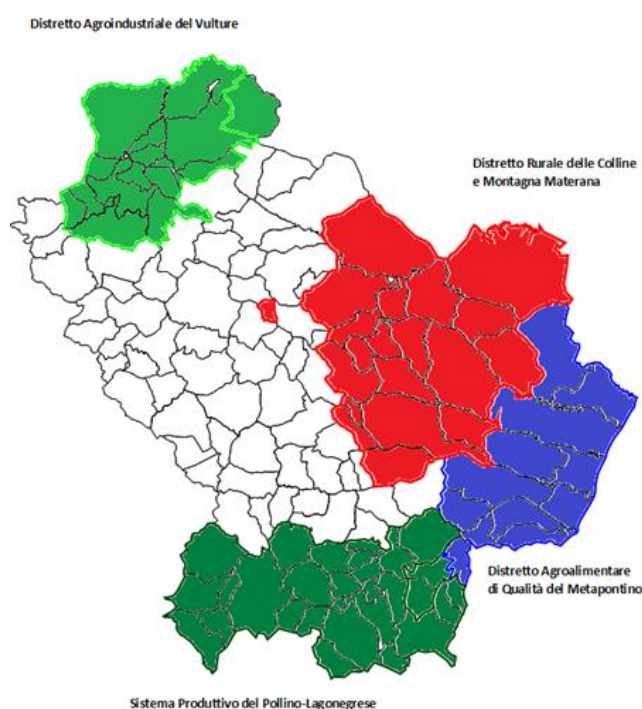 Distretto Agroindustriale del Vulture
Distretto Rurale delle Colline
e Montagna Materana
Distretto Agroalimentare
di Qualità del Metapontino
Sistema Produttivo del Pollino-Lagonegrese